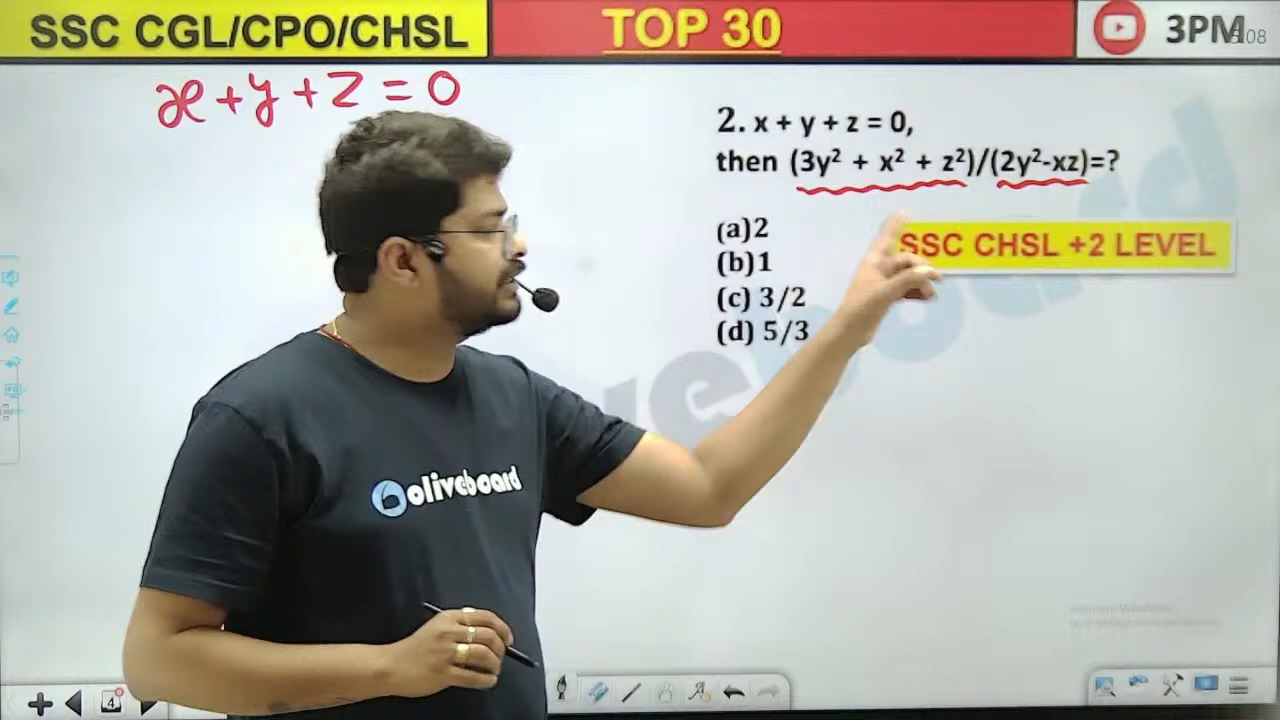 SSC CGL/CPO/CHSL
TOP 30
3PM
x+y+z=0
2. x + y + z = 0,
then (3y² + x² + z²)/(2y²-xz)=?
(a)2
(b)1
(c) 3/2
(d) 5/3
SSC CHSL +2 LEVEL
oliveboard
4